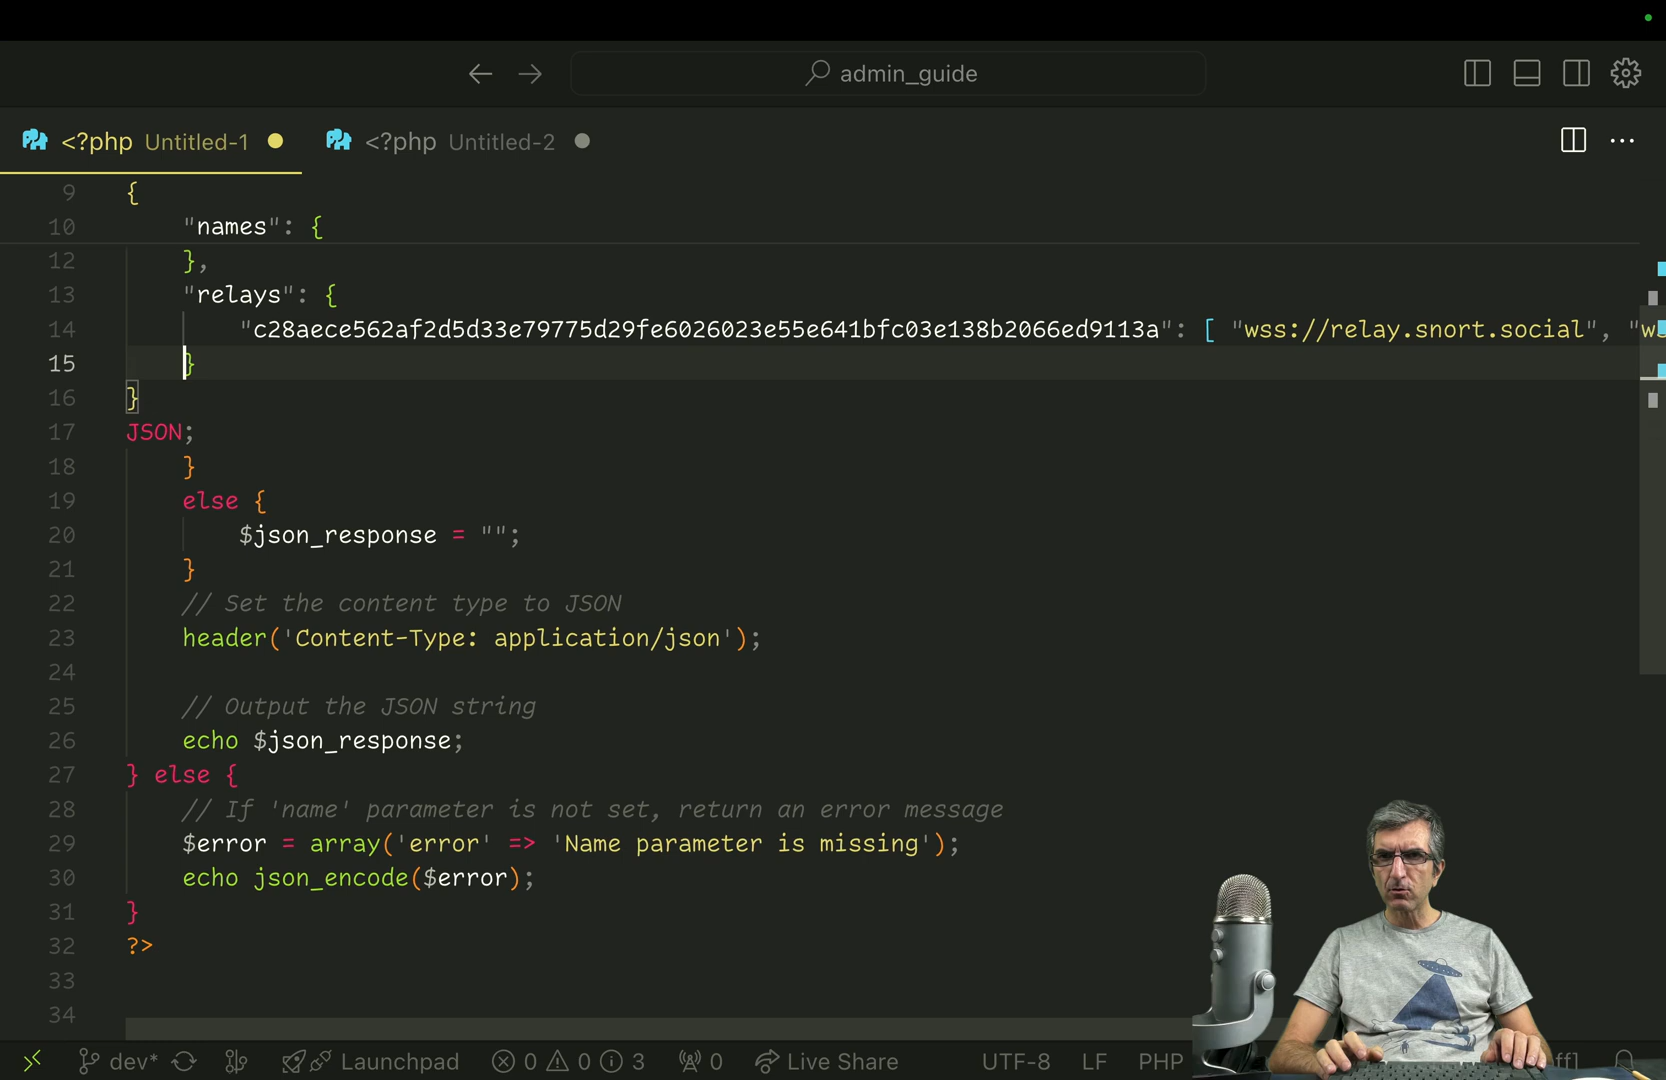 admin_guide
<?php Untitled-1
<?php Untitled-2
9 {
10 "names": {
12 },
13 "relays": {
14 "c28aece562af2d5d33e79775d29fe6026023e55e641bfc03e138b2066ed9113a": [ "wss://relay.snort.social", "ws
15 }
16 }
17 JSON;
18 }
19 else {
20 $json_response = "";
21 }
22 // Set the content type to JSON
23 header('Content-Type: application/json');
24
25 // Output the JSON string
26 echo $json_response;
27 } else {
28 // If 'name' parameter is not set, return an error message
29 $error = array('error' => 'Name parameter is missing');
30 echo json_encode($error);
31 }
32 ?>
33
34
dev* Launchpad 0 0 3 0 Live Share UTF-8 LF PHP ff]